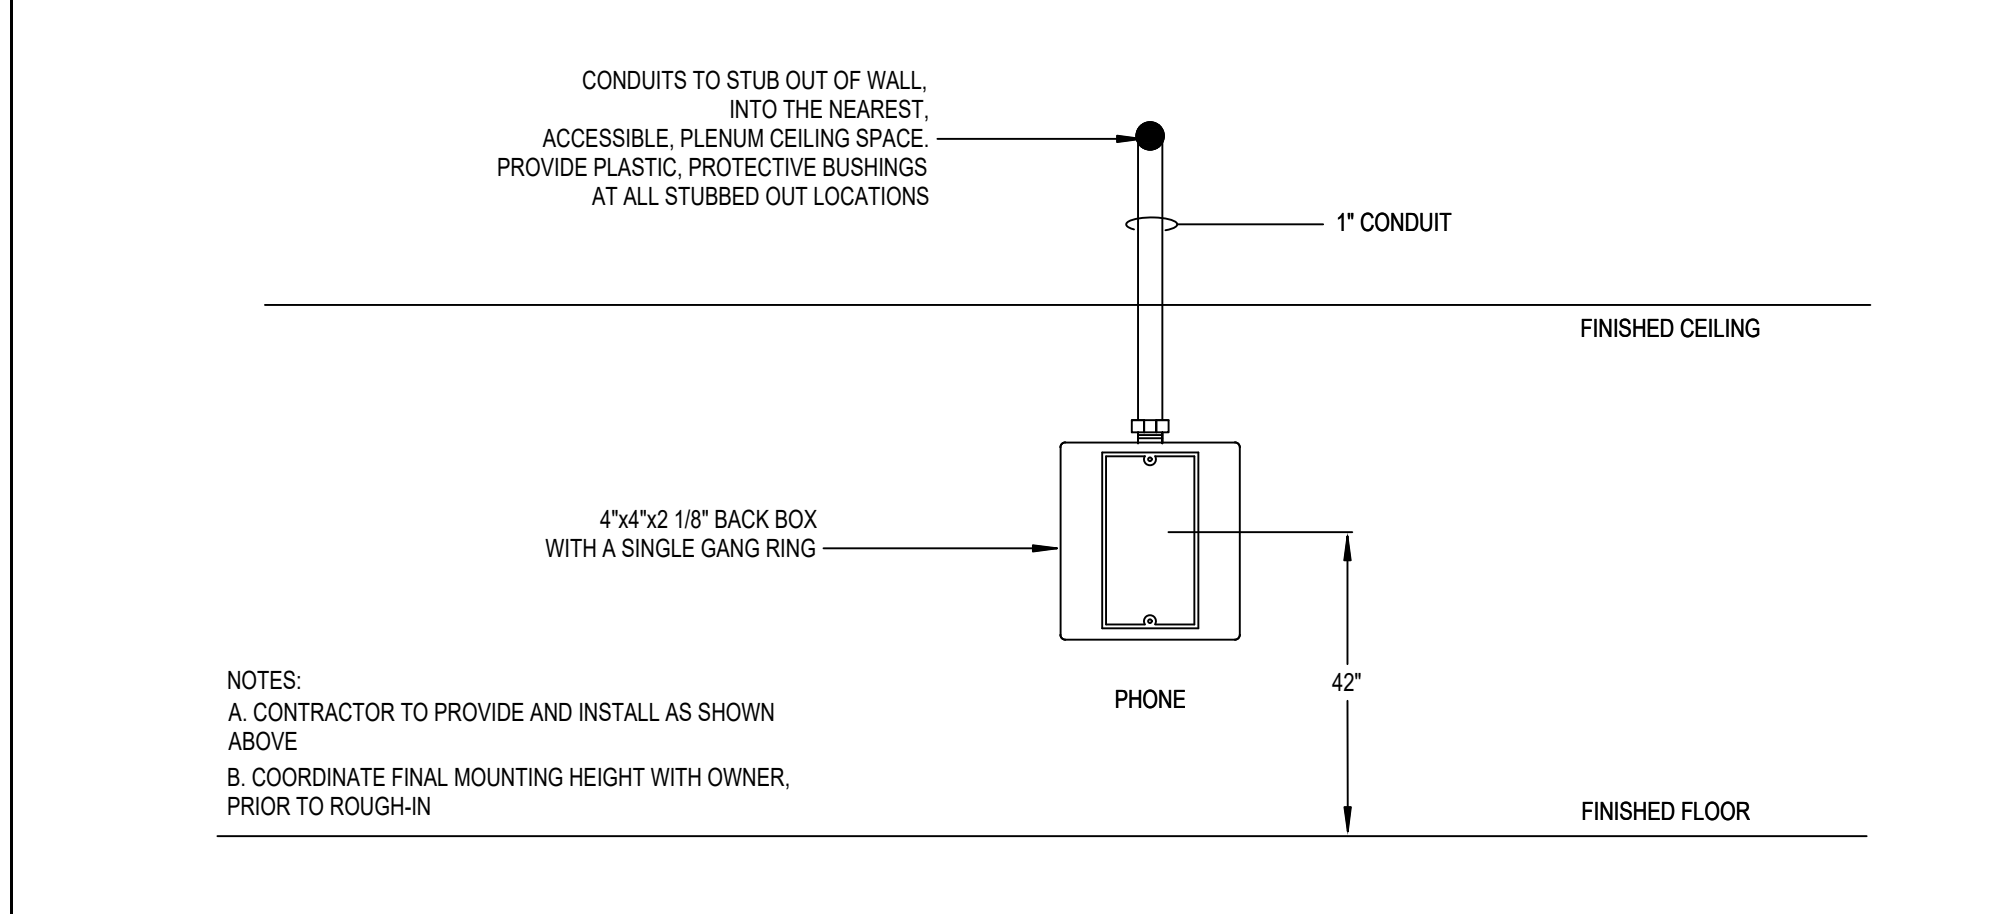 CONDUITS TO STUB OUT OF WALL,
INTO THE NEAREST,
ACCESSIBLE, PLENUM CEILING SPACE.
PROVIDE PLASTIC, PROTECTIVE BUSHINGS
AT ALL STUBBED OUT LOCATIONS
1" CONDUIT
FINISHED CEILING
4"x4"x2 1/8" BACK BOX
WITH A SINGLE GANG RING
NOTES:
A. CONTRACTOR TO PROVIDE AND INSTALL AS SHOWN
ABOVE
B. COORDINATE FINAL MOUNTING HEIGHT WITH OWNER,
PRIOR TO ROUGH-IN
PHONE
42"
FINISHED FLOOR